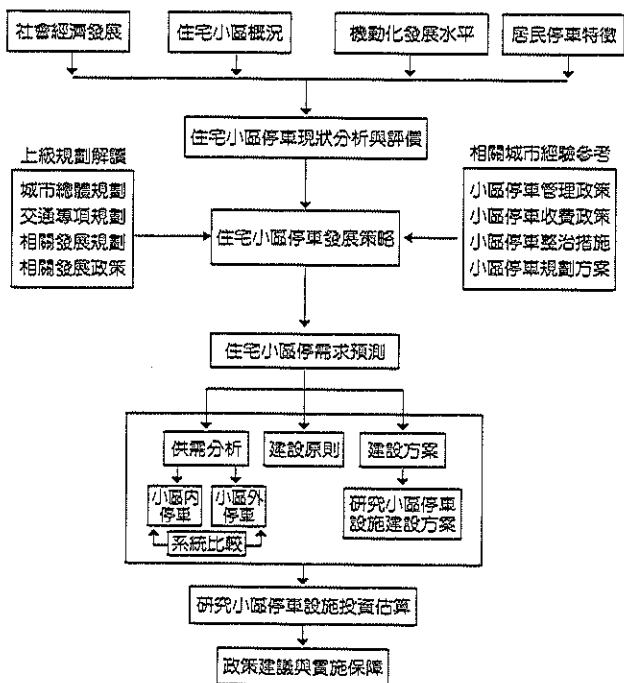 社會經濟發展
住宅小區概況
機動化發展水平
居民停車特徵
住宅小區停車現狀分析與評價
上級規劃解讀
城市總體規劃
交通專項規劃
相關發展規劃
相關發展政策
住宅小區停車發展策略
相關城市經驗參考
小區停車管理政策
小區停車收費政策
小區停車整治措施
小區停車規劃方案
住宅小區停需求預測
供需分析
建設原則
建設方案
小區內
停車
小區外
停車
系統比較
研究小區停車
設施建設方案
研究小區停車設施投資估算
政策建議與實施保障